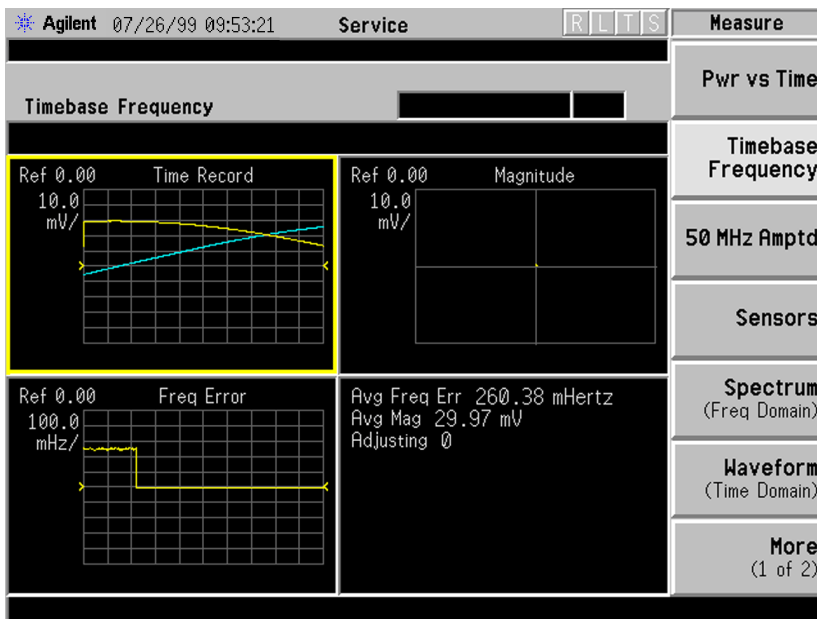 Agilent 07/26/99 09:53:21 Service R L T S
Measure
Timebase Frequency
Pwr vs Time
Timebase
Frequency
50 MHz Amptd
Sensors
Spectrum
(Freq Domain)
Waveform
(Time Domain)
More
(1 of 2)
Ref 0.00 Time Record
10.0
mV/
Ref 0.00 Magnitude
10.0
mV/
Ref 0.00 Freq Error
100.0
mHz/
Avg Freq Err 260.38 mHertz
Avg Mag 29.97 mV
Adjusting 0